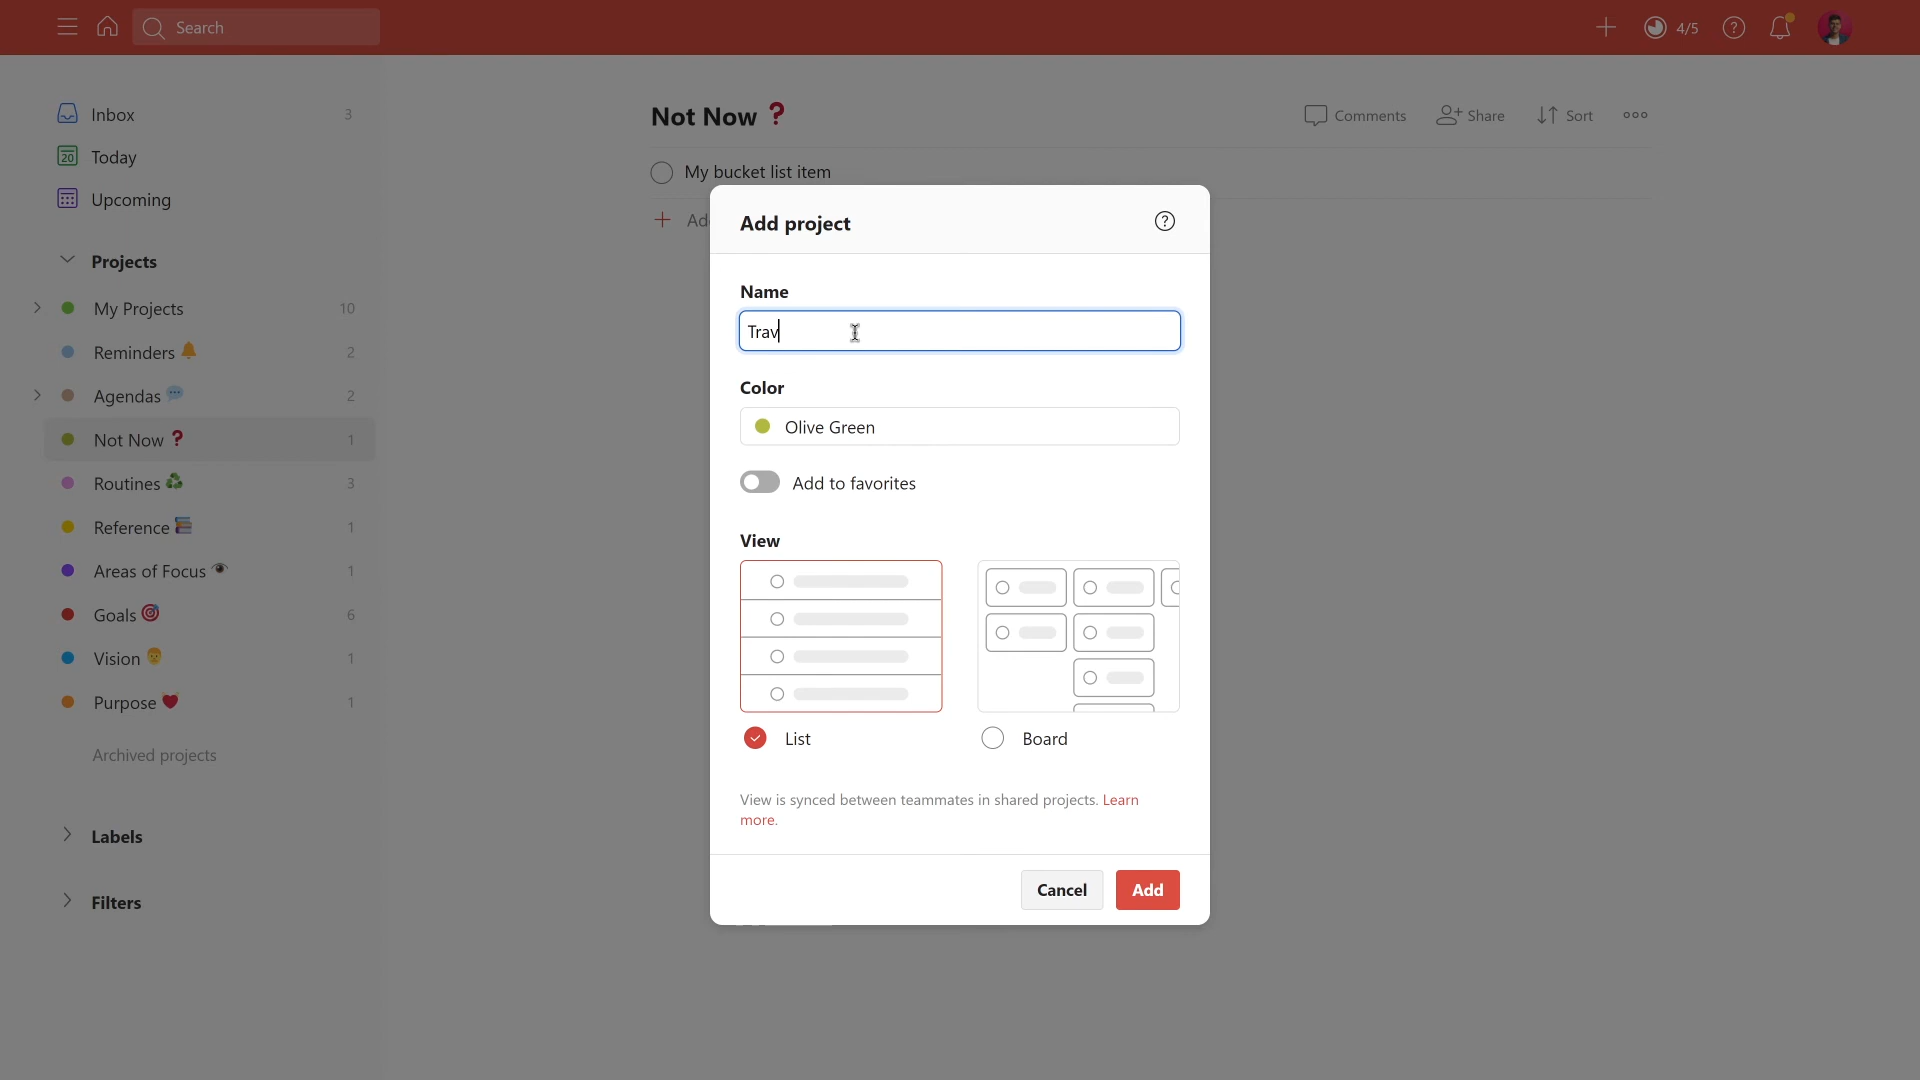 Search
4/5
Inbox 3
20 Today
Upcoming
Projects
My Projects 10
Reminders 2
Agendas 2
Not Now ❓ 1
Routines 3
Reference 1
Areas of Focus 1
Goals 6
Vision 1
Purpose 1
Archived projects
Labels
Filters
Not Now ❓
Comments Share Sort
My bucket list item
Add project
Name
Trav
Color
Olive Green
Add to favorites
View
List Board
View is synced between teammates in shared projects. Learn
more.
Cancel Add